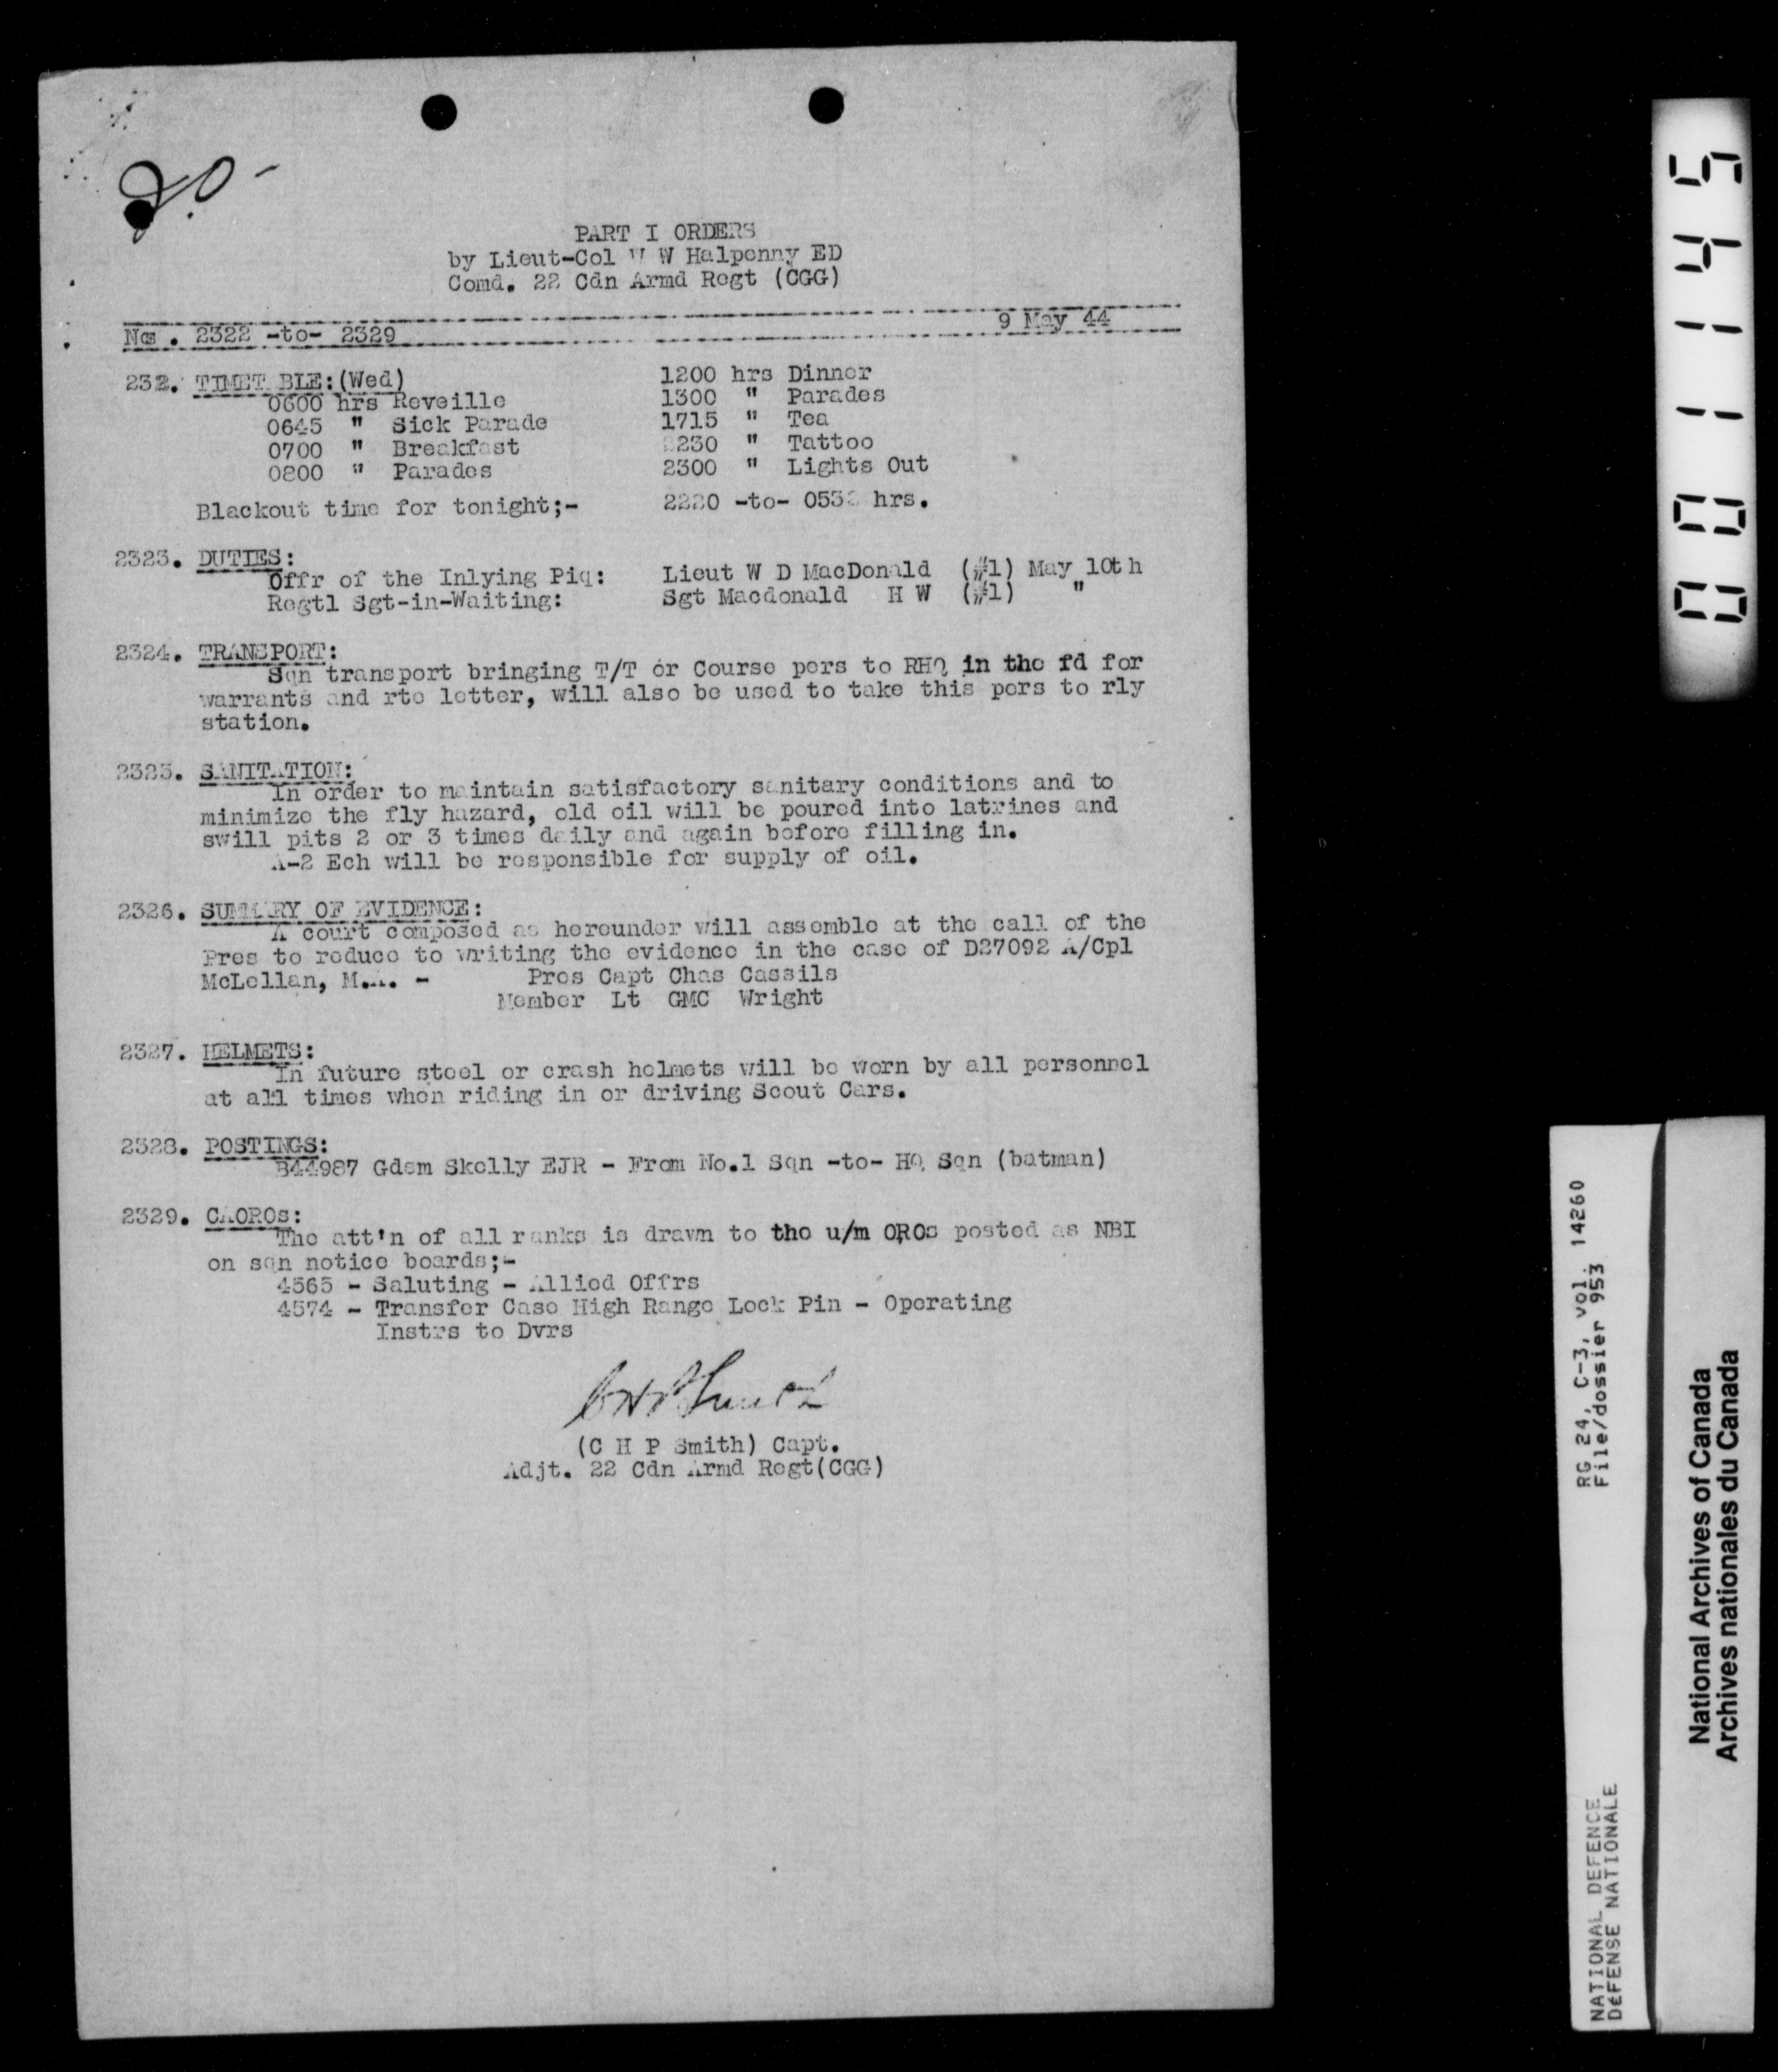 20-
PART I ORDERS
by Lieut-Col W W Halpenny ED
Comd. 22 Cdn Armd Regt (CGG)
Nos . 2322 -to- 2329
9 May 44
232. TIMET BLE:(Wed)
0600 hrs Reveille
0645 " Sick Parade
0700 " Breakfast
0800 " Parades
1200 hrs Dinner
1300 " Parades
1715 " Tea
2230 " Tattoo
2300 " Lights Out
Blackout time for tonight;- 2220 -to- hrs.
2323. DUTIES:
Offr of the Inlying Piq: Lieut W D MacDonald (#1) May 10th
Regtl Sgt-in-Waiting: Sgt Macdonald H W (#1) "
2324. TRANSPORT:
Sqn transport bringing T/T or Course pers to RHQ in the fd for
warrants and rte letter, will also be used to take this pers to rly
station.
2325. SANITATION:
In order to maintain satisfactory sanitary conditions and to
minimize the fly hazard, old oil will be poured into latrines and
swill pits 2 or 3 times daily and again before filling in.
A-2 Ech will be responsible for supply of oil.
2326. SUMMARY OF EVIDENCE:
A court composed as hereunder will assemble at the call of the
Pres to reduce to writing the evidence in the case of D27092 A/Cpl
McLellan, M.A. - Pres Capt Chas Cassils
Member Lt GMC Wright
2327. HELMETS:
In future steel or crash helmets will be worn by all personnel
at all times when riding in or driving Scout Cars.
2328. POSTINGS:
B44987 Gdsm Skelly EJR - From No.1 Sqn -to- HQ Sqn (batman)
2329. CAOROs:
The att'n of all ranks is drawn to the u/m OROs posted as NBI
on sqn notice boards;-
4565 - Saluting - Allied Offrs
4574 - Transfer Case High Range Lock Pin - Operating
Instrs to Dvrs
CHPSmith
(C H P Smith) Capt.
Adjt. 22 Cdn Armd Regt(CGG)
001145
RG 24, C-3, vol. 14260
File/dossier 953
NATIONAL DEFENCE
DÉFENSE NATIONALE
National Archives of Canada
Archives nationales du Canada